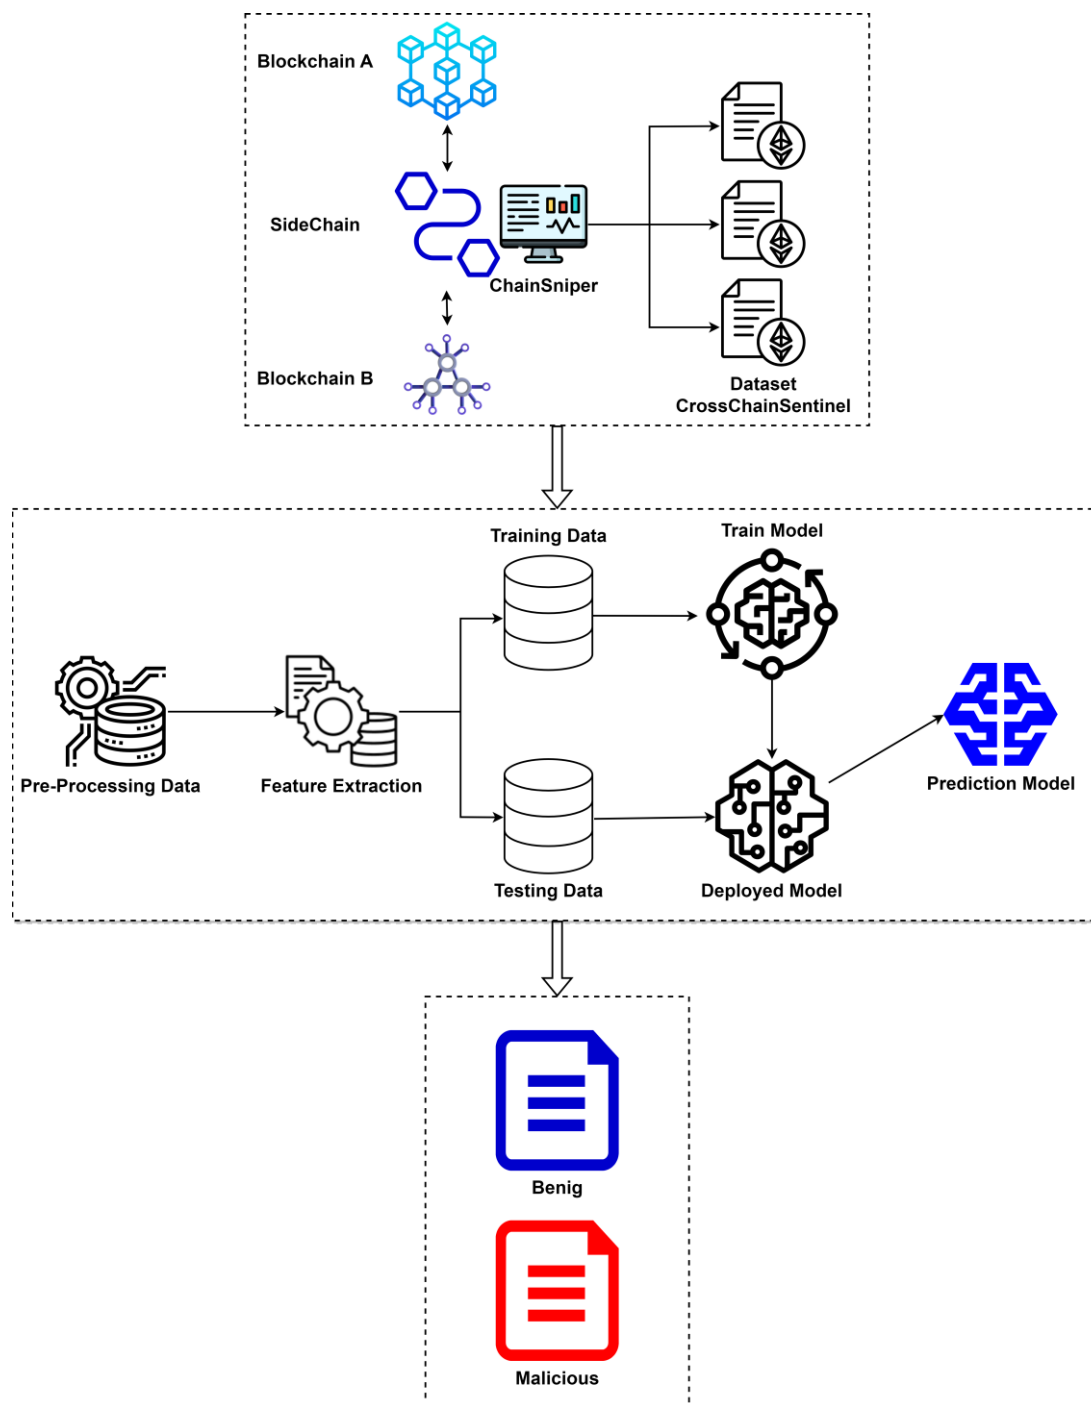 Blockchain A
SideChain
ChainSniper
Blockchain B
Dataset
CrossChainSentinel
Training Data
Train Model
Pre-Processing Data
Feature Extraction
Prediction Model
Testing Data
Deployed Model
Benig
Malicious